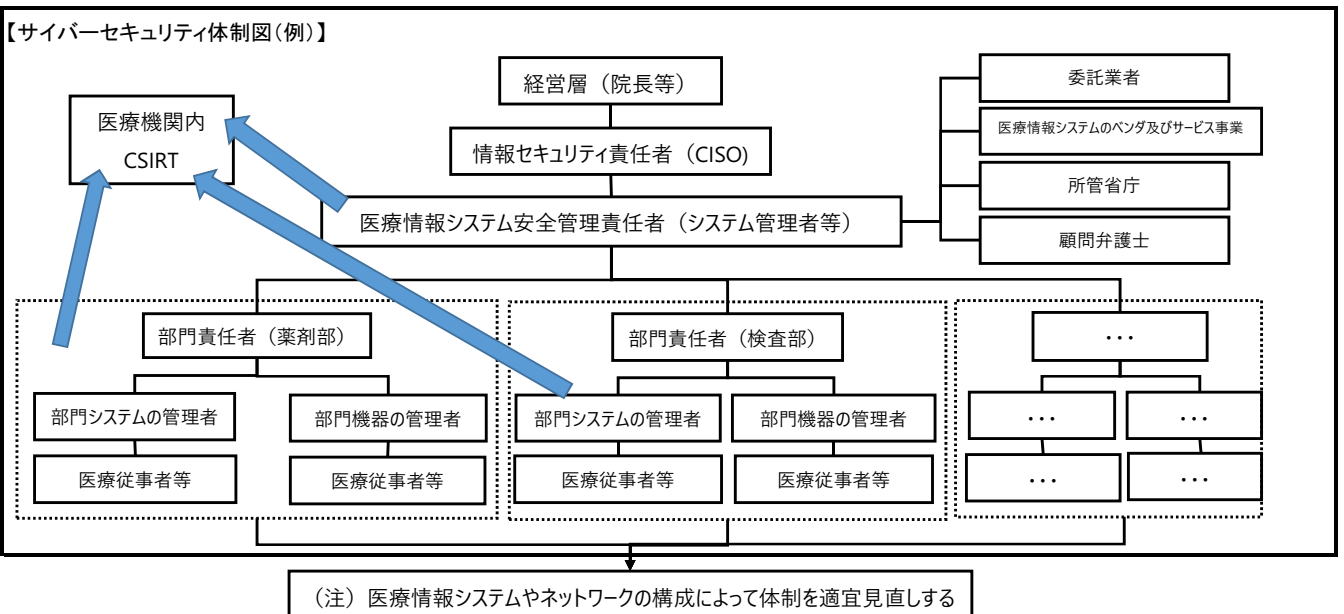 【サイバーセキュリティ体制図（例）】
経営層（院長等）
委託業者
医療機関内
CSIRT
医療情報システムのベンダ及びサービス事業
情報セキュリティ責任者（CISO)
所管省庁
医療情報システム安全管理責任者（システム管理者等）
顧問弁護士
部門責任者（薬剤部）
部門責任者（検査部）
・・・
部門システムの管理者
部門機器の管理者
部門システムの管理者
部門機器の管理者
・・・
・・・
医療従事者等
医療従事者等
医療従事者等
医療従事者等
・・・
・・・
（注）医療情報システムやネットワークの構成によって体制を適宜見直しする